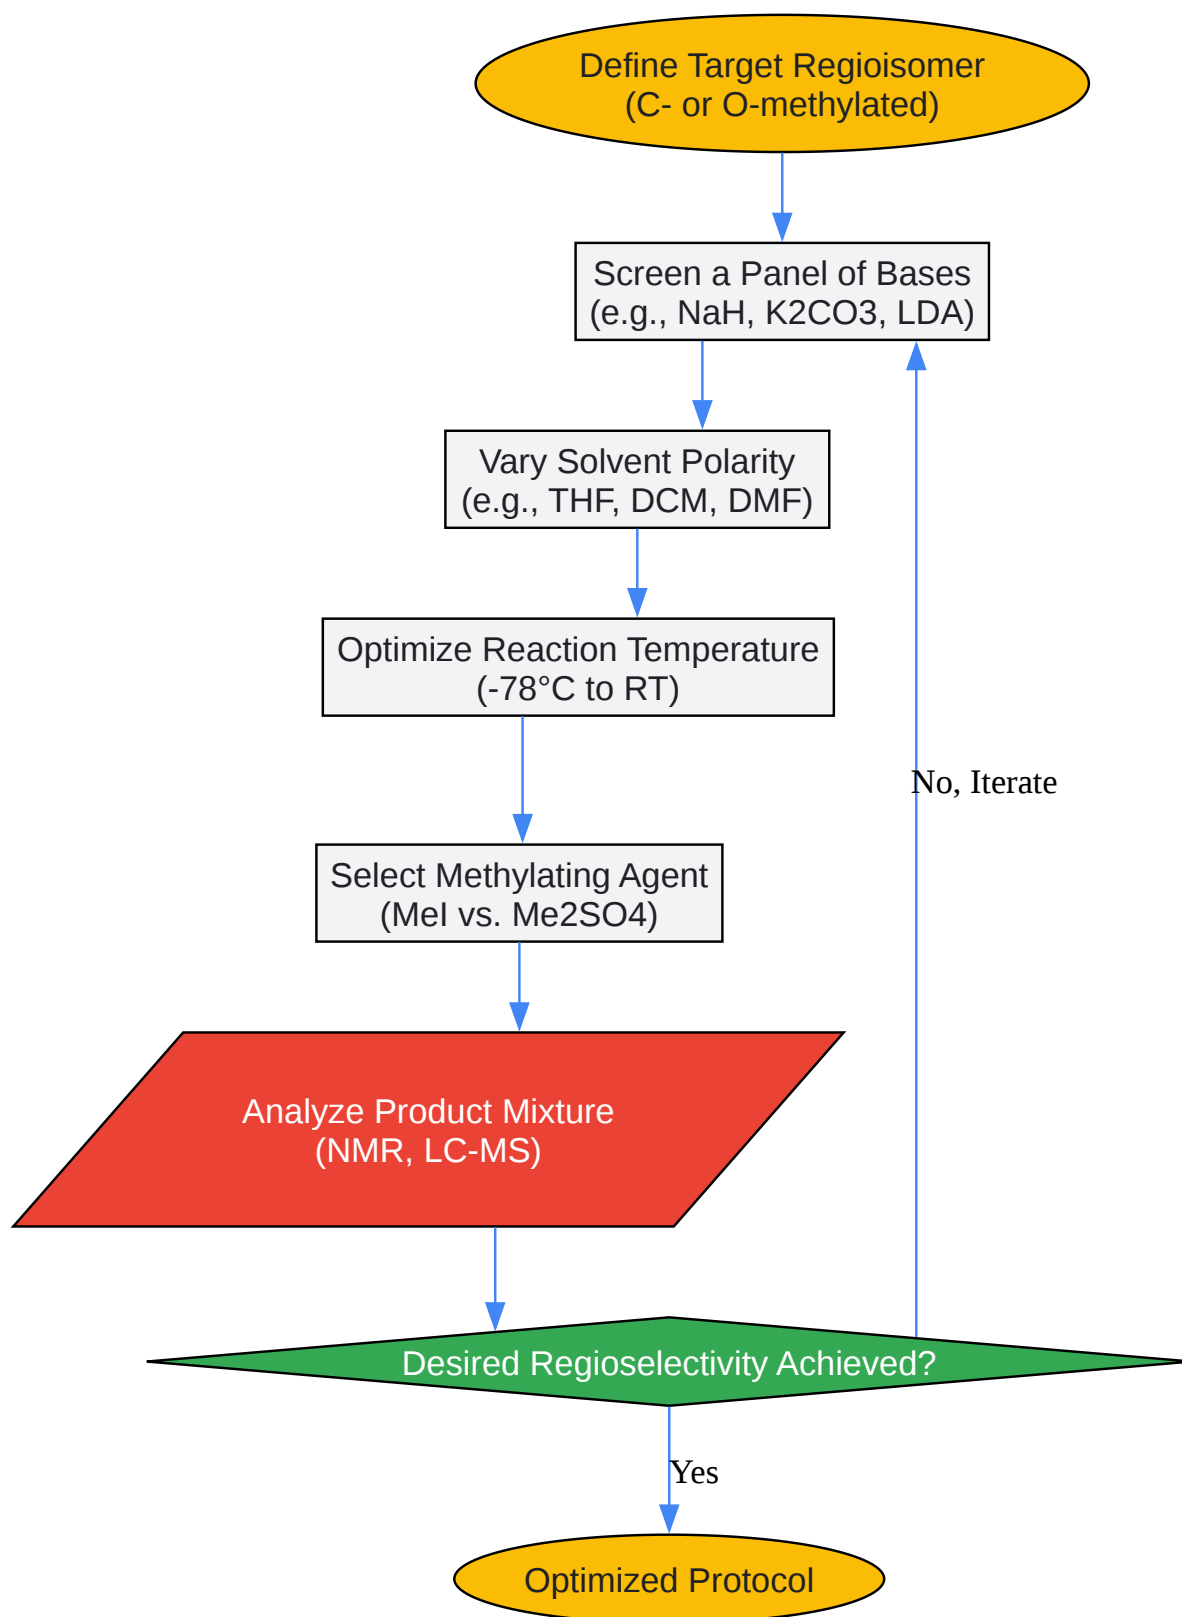 Define Target Regioisomer
(C- or O-methylated)
Screen a Panel of Bases
(e.g., NaH, K2CO3, LDA)
Vary Solvent Polarity
(e.g., THF, DCM, DMF)
Optimize Reaction Temperature
(-78°C to RT)
No, Iterate
Select Methylating Agent
(MeI vs. Me2SO4)
Analyze Product Mixture
(NMR, LC-MS)
Desired Regioselectivity Achieved?
Yes
Optimized Protocol